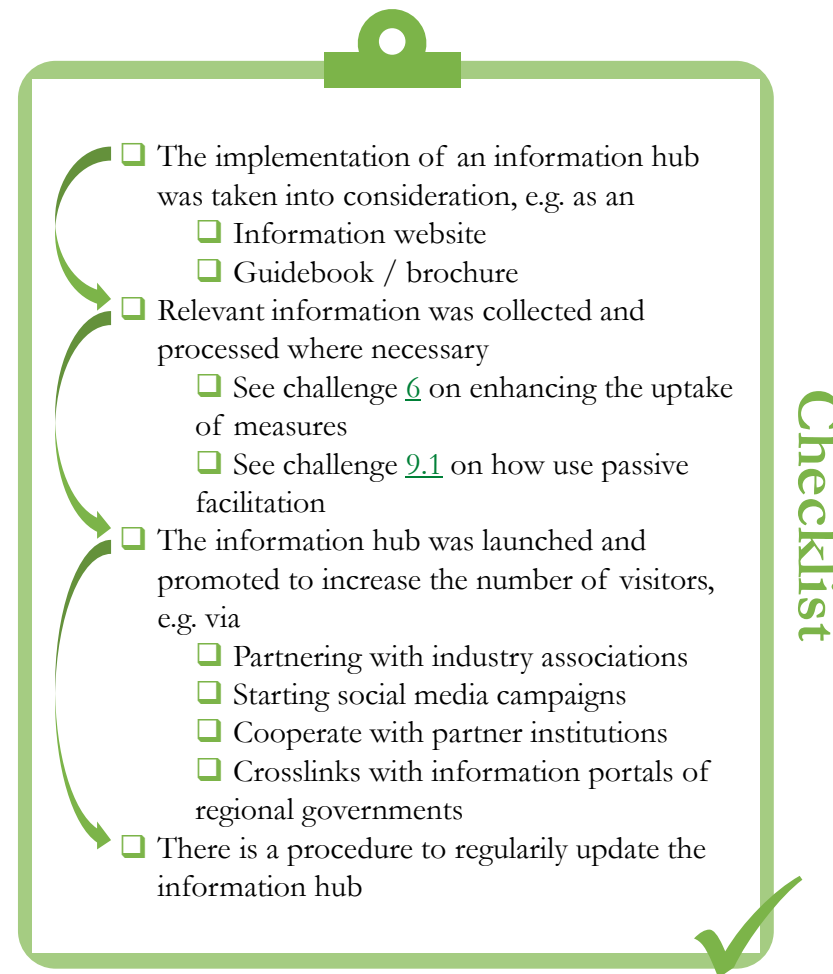 ❑ The implementation of an information hub
was taken into consideration, e.g. as an
❑ Information website
❑ Guidebook / brochure
❑ Relevant information was collected and
processed where necessary
❑ See challenge 6 on enhancing the uptake
of measures
❑ See challenge 9.1 on how use passive
facilitation
❑ The information hub was launched and
promoted to increase the number of visitors,
e.g. via
❑ Partnering with industry associations
❑ Starting social media campaigns
❑ Cooperate with partner institutions
❑ Crosslinks with information portals of
regional governments
❑ There is a procedure to regularily update the
information hub
Checklist